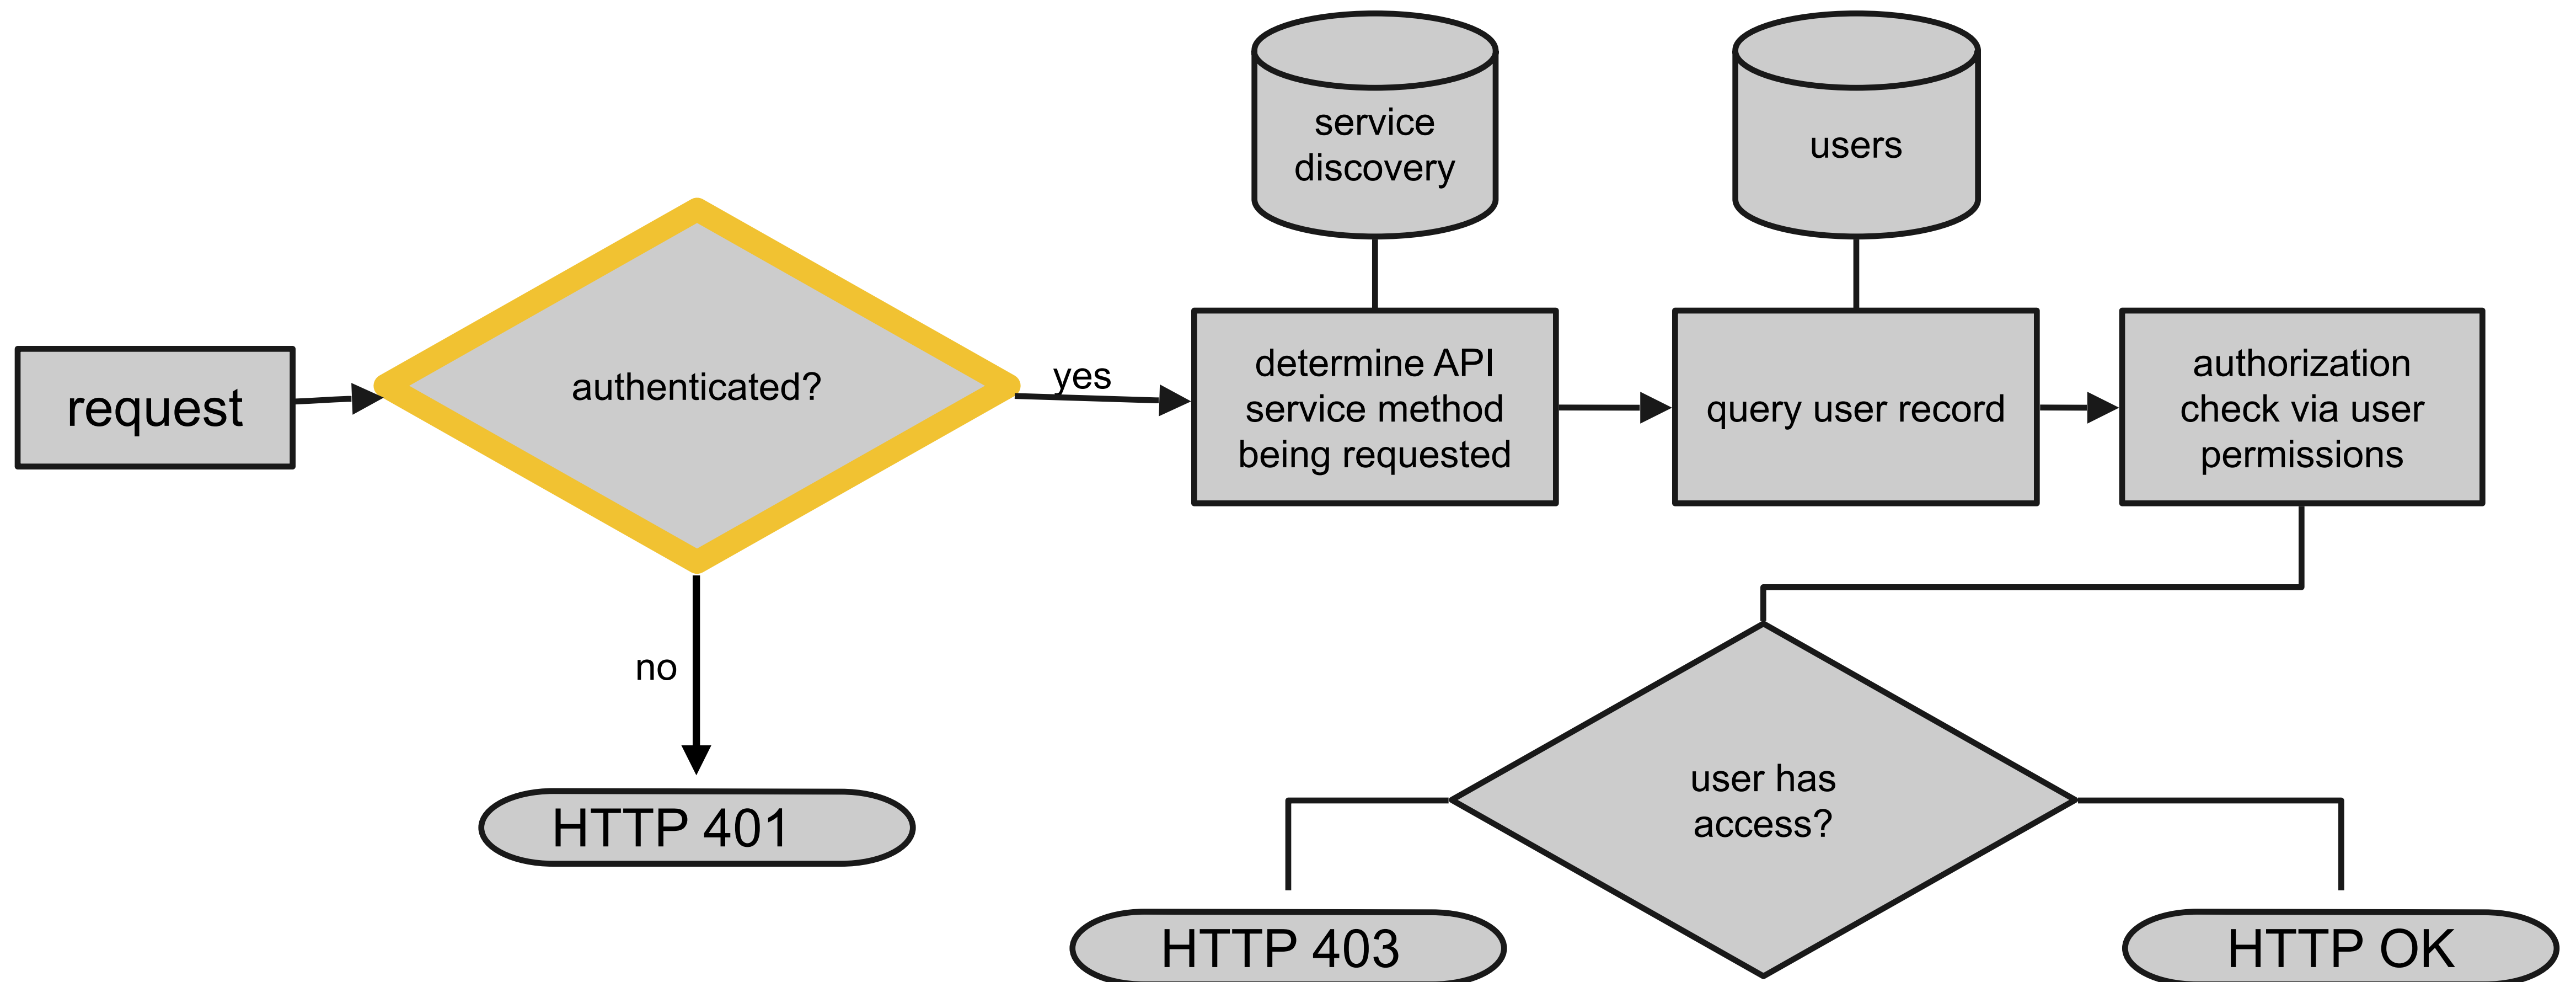 service
discovery
users
request
authenticated?
yes
determine API
service method
being requested
query user record
authorization
check via user
permissions
no
HTTP 401
user has
access?
HTTP 403
HTTP OK